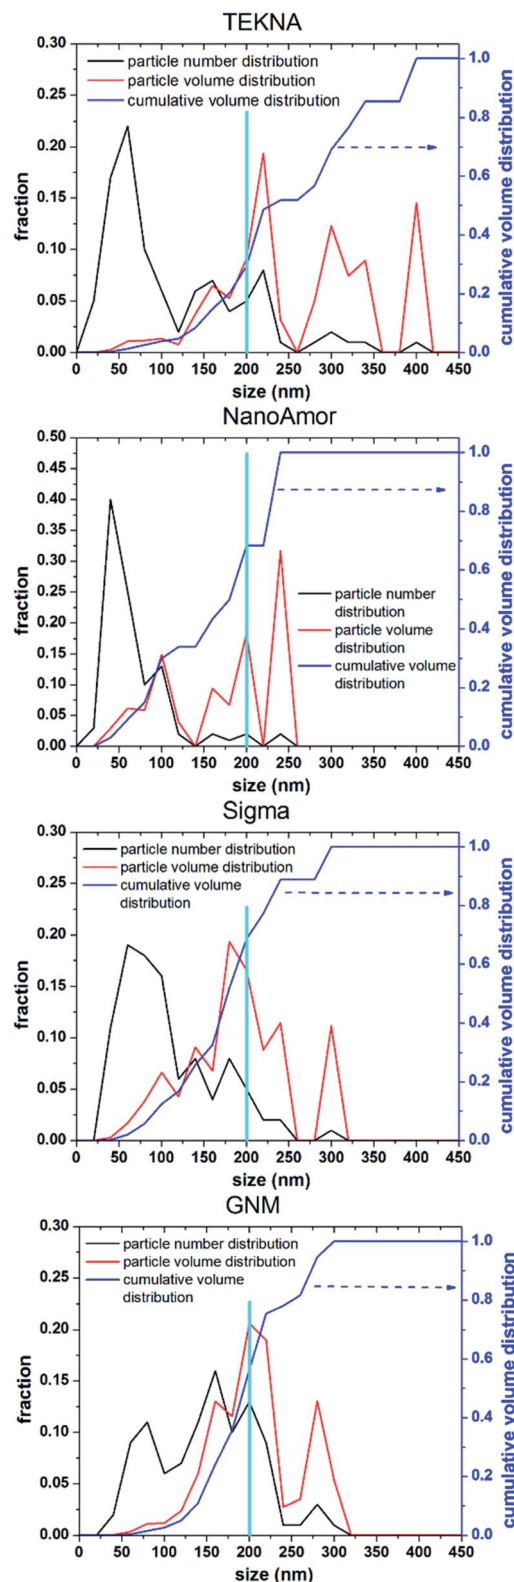 TEKNA
particle number distribution
particle volume distribution
cumulative volume distribution
0.30
0.25
0.20
0.15
0.10
0.05
0.00
fraction
1.0
0.8
0.6
0.4
0.2
0.0
cumulative volume distribution
0 50 100 150 200 250 300 350 400 450
size (nm)
NanoAmor
0.50
0.45
0.40
0.35
0.30
0.25
0.20
0.15
0.10
0.05
0.00
fraction
particle number
distribution
particle volume
distribution
cumulative volume
distribution
1.0
0.8
0.6
0.4
0.2
0.0
cumulative volume distribution
0 50 100 150 200 250 300 350 400 450
size (nm)
Sigma
particle number distribution
particle volume distribution
cumulative volume
distribution
0.30
0.25
0.20
0.15
0.10
0.05
0.00
fraction
1.0
0.8
0.6
0.4
0.2
0.0
cumulative volume distribution
0 50 100 150 200 250 300 350 400 450
size (nm)
GNM
particle number distribution
particle volume distribution
cumulative volume
distribution
0.30
0.25
0.20
0.15
0.10
0.05
0.00
fraction
1.0
0.8
0.6
0.4
0.2
0.0
cumulative volume distribution
0 50 100 150 200 250 300 350 400 450
size (nm)